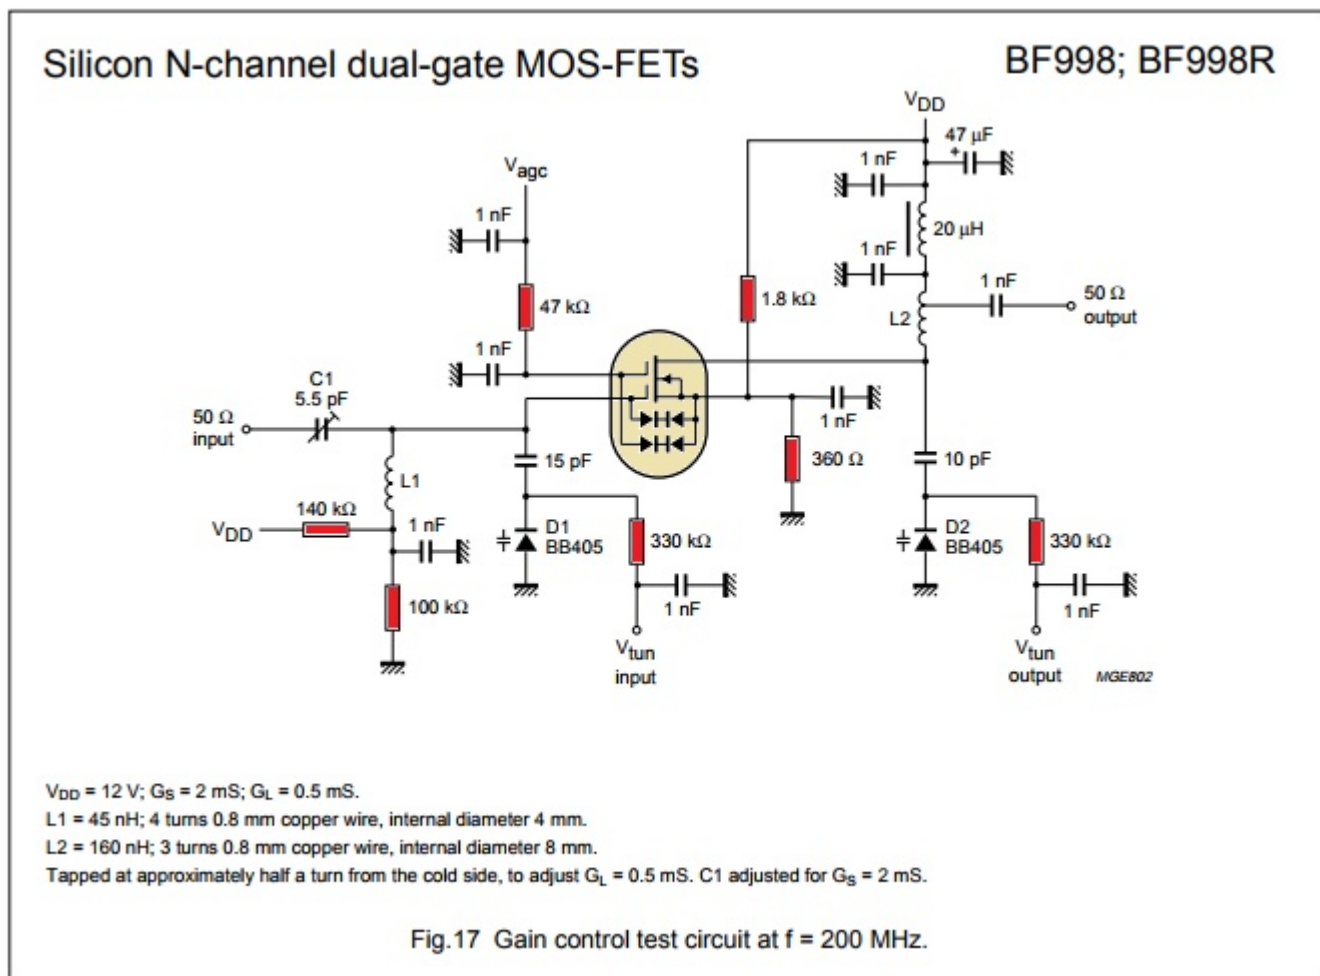 Silicon N-channel dual-gate MOS-FETs
BF998; BF998R
VDD
47 μF
+
1 nF
Vagc
1 nF
20 μH
1 nF
1 nF
50 Ω
output
47 kΩ
1.8 kΩ
L2
1 nF
C1
5.5 pF
50 Ω
input
1 nF
15 pF
360 Ω
10 pF
L1
140 kΩ
VDD
1 nF
D1
BB405
330 kΩ
D2
BB405
330 kΩ
100 kΩ
1 nF
1 nF
Vtun
input
Vtun
output
MGE802
VDD = 12 V; GS = 2 mS; GL = 0.5 mS.
L1 = 45 nH; 4 turns 0.8 mm copper wire, internal diameter 4 mm.
L2 = 160 nH; 3 turns 0.8 mm copper wire, internal diameter 8 mm.
Tapped at approximately half a turn from the cold side, to adjust GL = 0.5 mS. C1 adjusted for GS = 2 mS.
Fig.17 Gain control test circuit at f = 200 MHz.